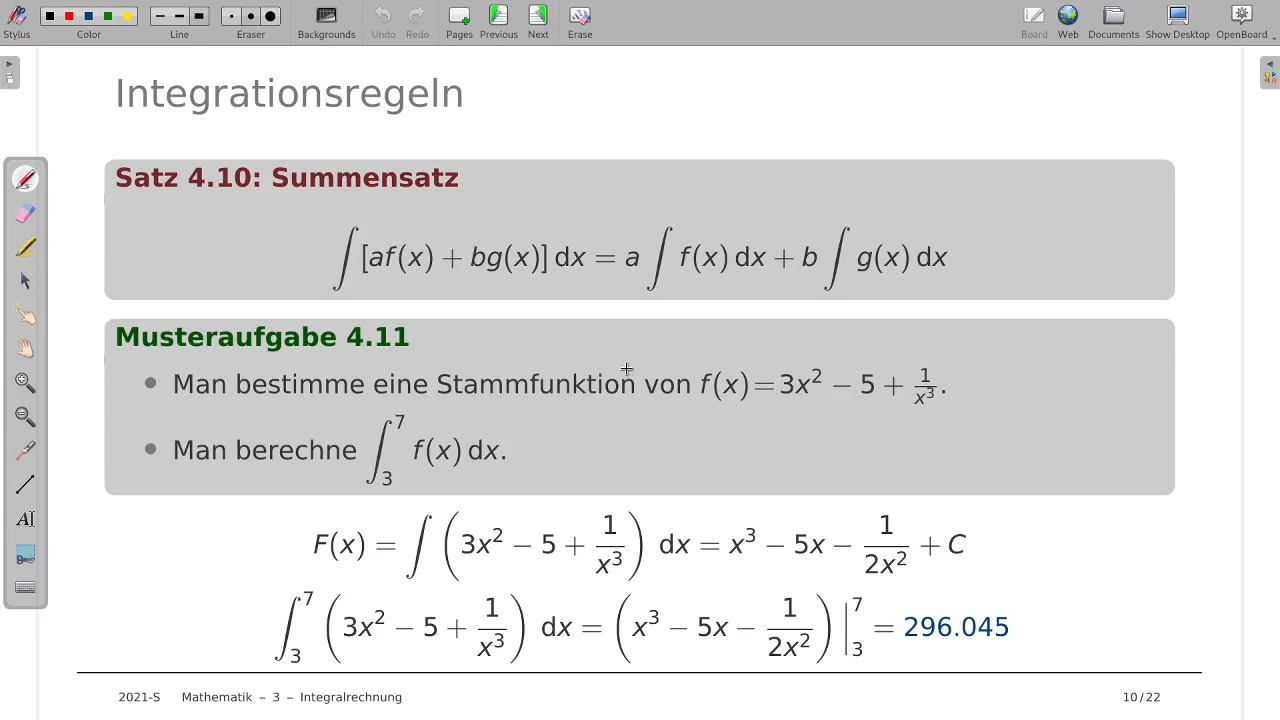 Stylus Color Line Eraser Backgrounds Undo Redo Pages Previous Next Erase Board Web Documents Show Desktop OpenBoard
Integrationsregeln
Satz 4.10: Summensatz
∫ [af(x) + bg(x)] dx = a ∫ f(x) dx + b ∫ g(x) dx
Musteraufgabe 4.11
• Man bestimme eine Stammfunktion von f(x)=3x² − 5 + 1/x³.
• Man berechne ∫₃⁷ f(x) dx.
F(x) = ∫ (3x² − 5 + 1/x³) dx = x³ − 5x − 1/2x² + C
∫₃⁷ (3x² − 5 + 1/x³) dx = (x³ − 5x − 1/2x²) |₃⁷ = 296.045
2021-S Mathematik – 3 – Integralrechnung 10/22